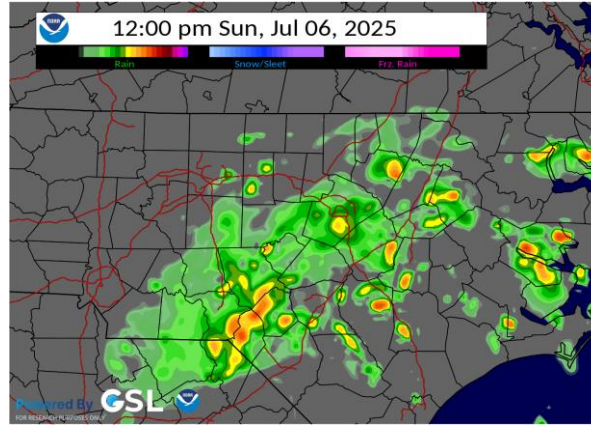 NOAA
12:00 pm Sun, Jul 06, 2025
Rain Snow/Sleet Frz. Rain
Powered By GSL
FOR RESEARCH PURPOSES ONLY